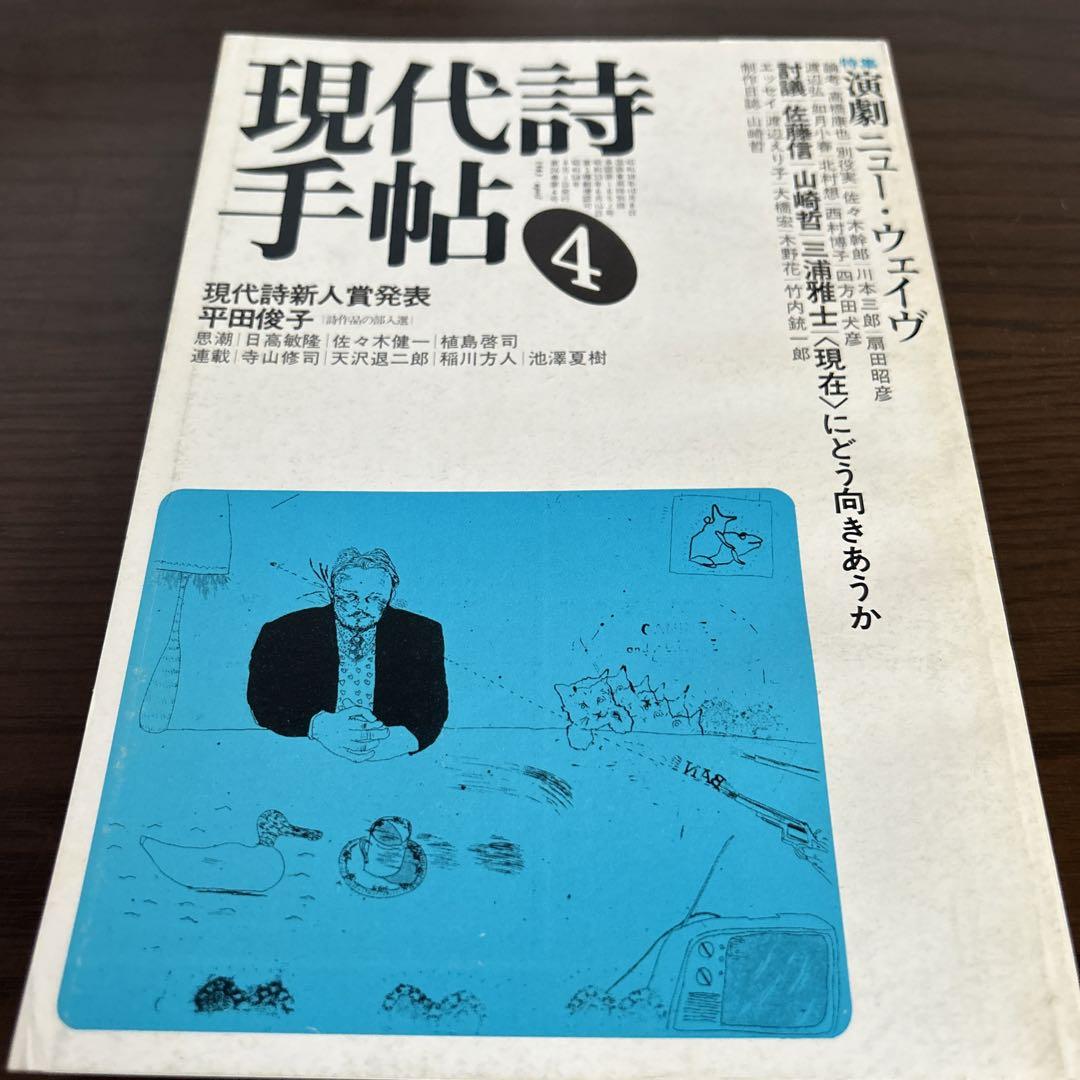 現代詩
手帖
4
1983 april
現代詩新人賞発表
平田俊子|詩作品の部入選|
思潮|日高敏隆|佐々木健一|植島啓司
連載|寺山修司|天沢退二郎|稲川方人|池澤夏樹
特集 演劇ニュー・ウェイヴ
論考 高橋康也|別役実|佐々木幹郎|川本三郎|扇田昭彦
渡辺弘|如月小春|北村想|西村博子|四方田犬彦
討議 佐藤信|山崎哲|三浦雅士〈現在〉にどう向きあうか
エッセイ 渡辺えり子|大橋宏|木野花|竹内銃一郎
制作日誌 山崎哲
BANG